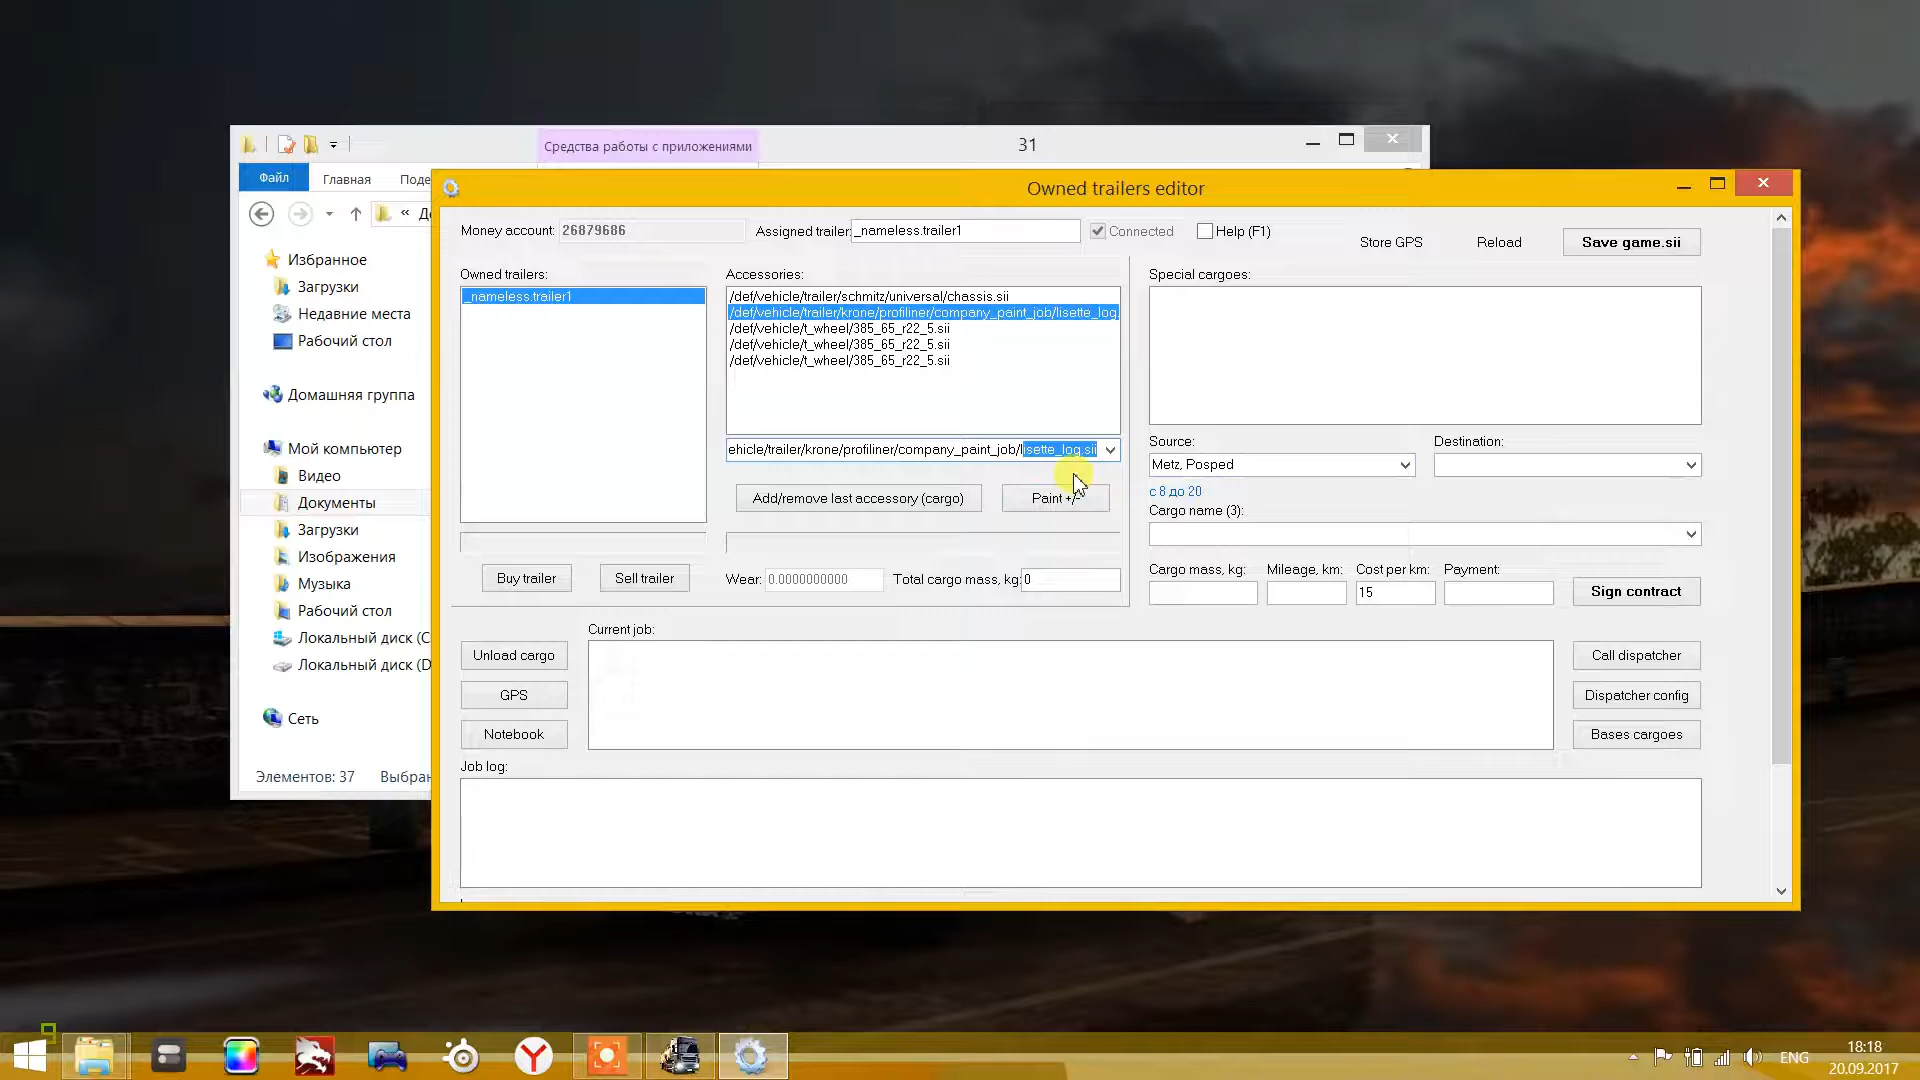 Средства работы с приложениями
31
Файл
Главная
Поде
« До
Избранное
Загрузки
Недавние места
Рабочий стол
Домашняя группа
Мой компьютер
Видео
Документы
Загрузки
Изображения
Музыка
Рабочий стол
Локальный диск (C
Локальный диск (D
Сеть
Элементов: 37
Выбран
Owned trailers editor
Money account: 26879686
Assigned trailer: _nameless.trailer1
Connected
Help (F1)
Store GPS
Reload
Save game.sii
Owned trailers:
_nameless.trailer1
Accessories:
/def/vehicle/trailer/schmitz/universal/chassis.sii
/def/vehicle/trailer/krone/profiliner/company_paint_job/lisette_log.
/def/vehicle/t_wheel/385_65_r22_5.sii
/def/vehicle/t_wheel/385_65_r22_5.sii
/def/vehicle/t_wheel/385_65_r22_5.sii
ehicle/trailer/krone/profiliner/company_paint_job/lisette_log.sii
Add/remove last accessory (cargo)
Paint +/-
Buy trailer
Sell trailer
Wear: 0.0000000000
Total cargo mass, kg: 0
Special cargoes:
Source:
Metz, Posped
Destination:
с 8 до 20
Cargo name (3):
Cargo mass, kg:
Mileage, km:
Cost per km:
Payment:
15
Sign contract
Current job:
Unload cargo
GPS
Notebook
Call dispatcher
Dispatcher config
Bases cargoes
Job log:
9
ENG
18:18
20.09.2017